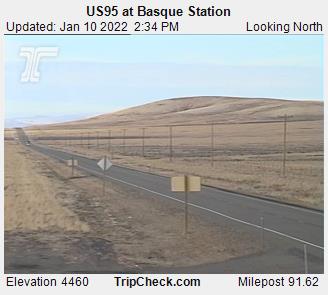 US95 at Basque Station
Updated: Jan 10 2022 2:34 PM Looking North
Elevation 4460 TripCheck.com Milepost 91.62